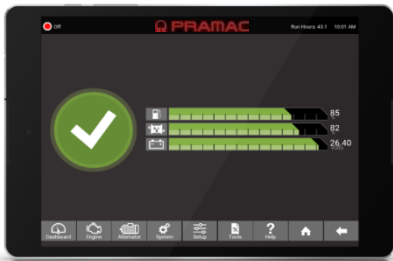 Off PRAMAC Run Hours: 43.1 10:01 AM
85
82
26.40
Dashboard Engine Alternator System Setup Tools Help